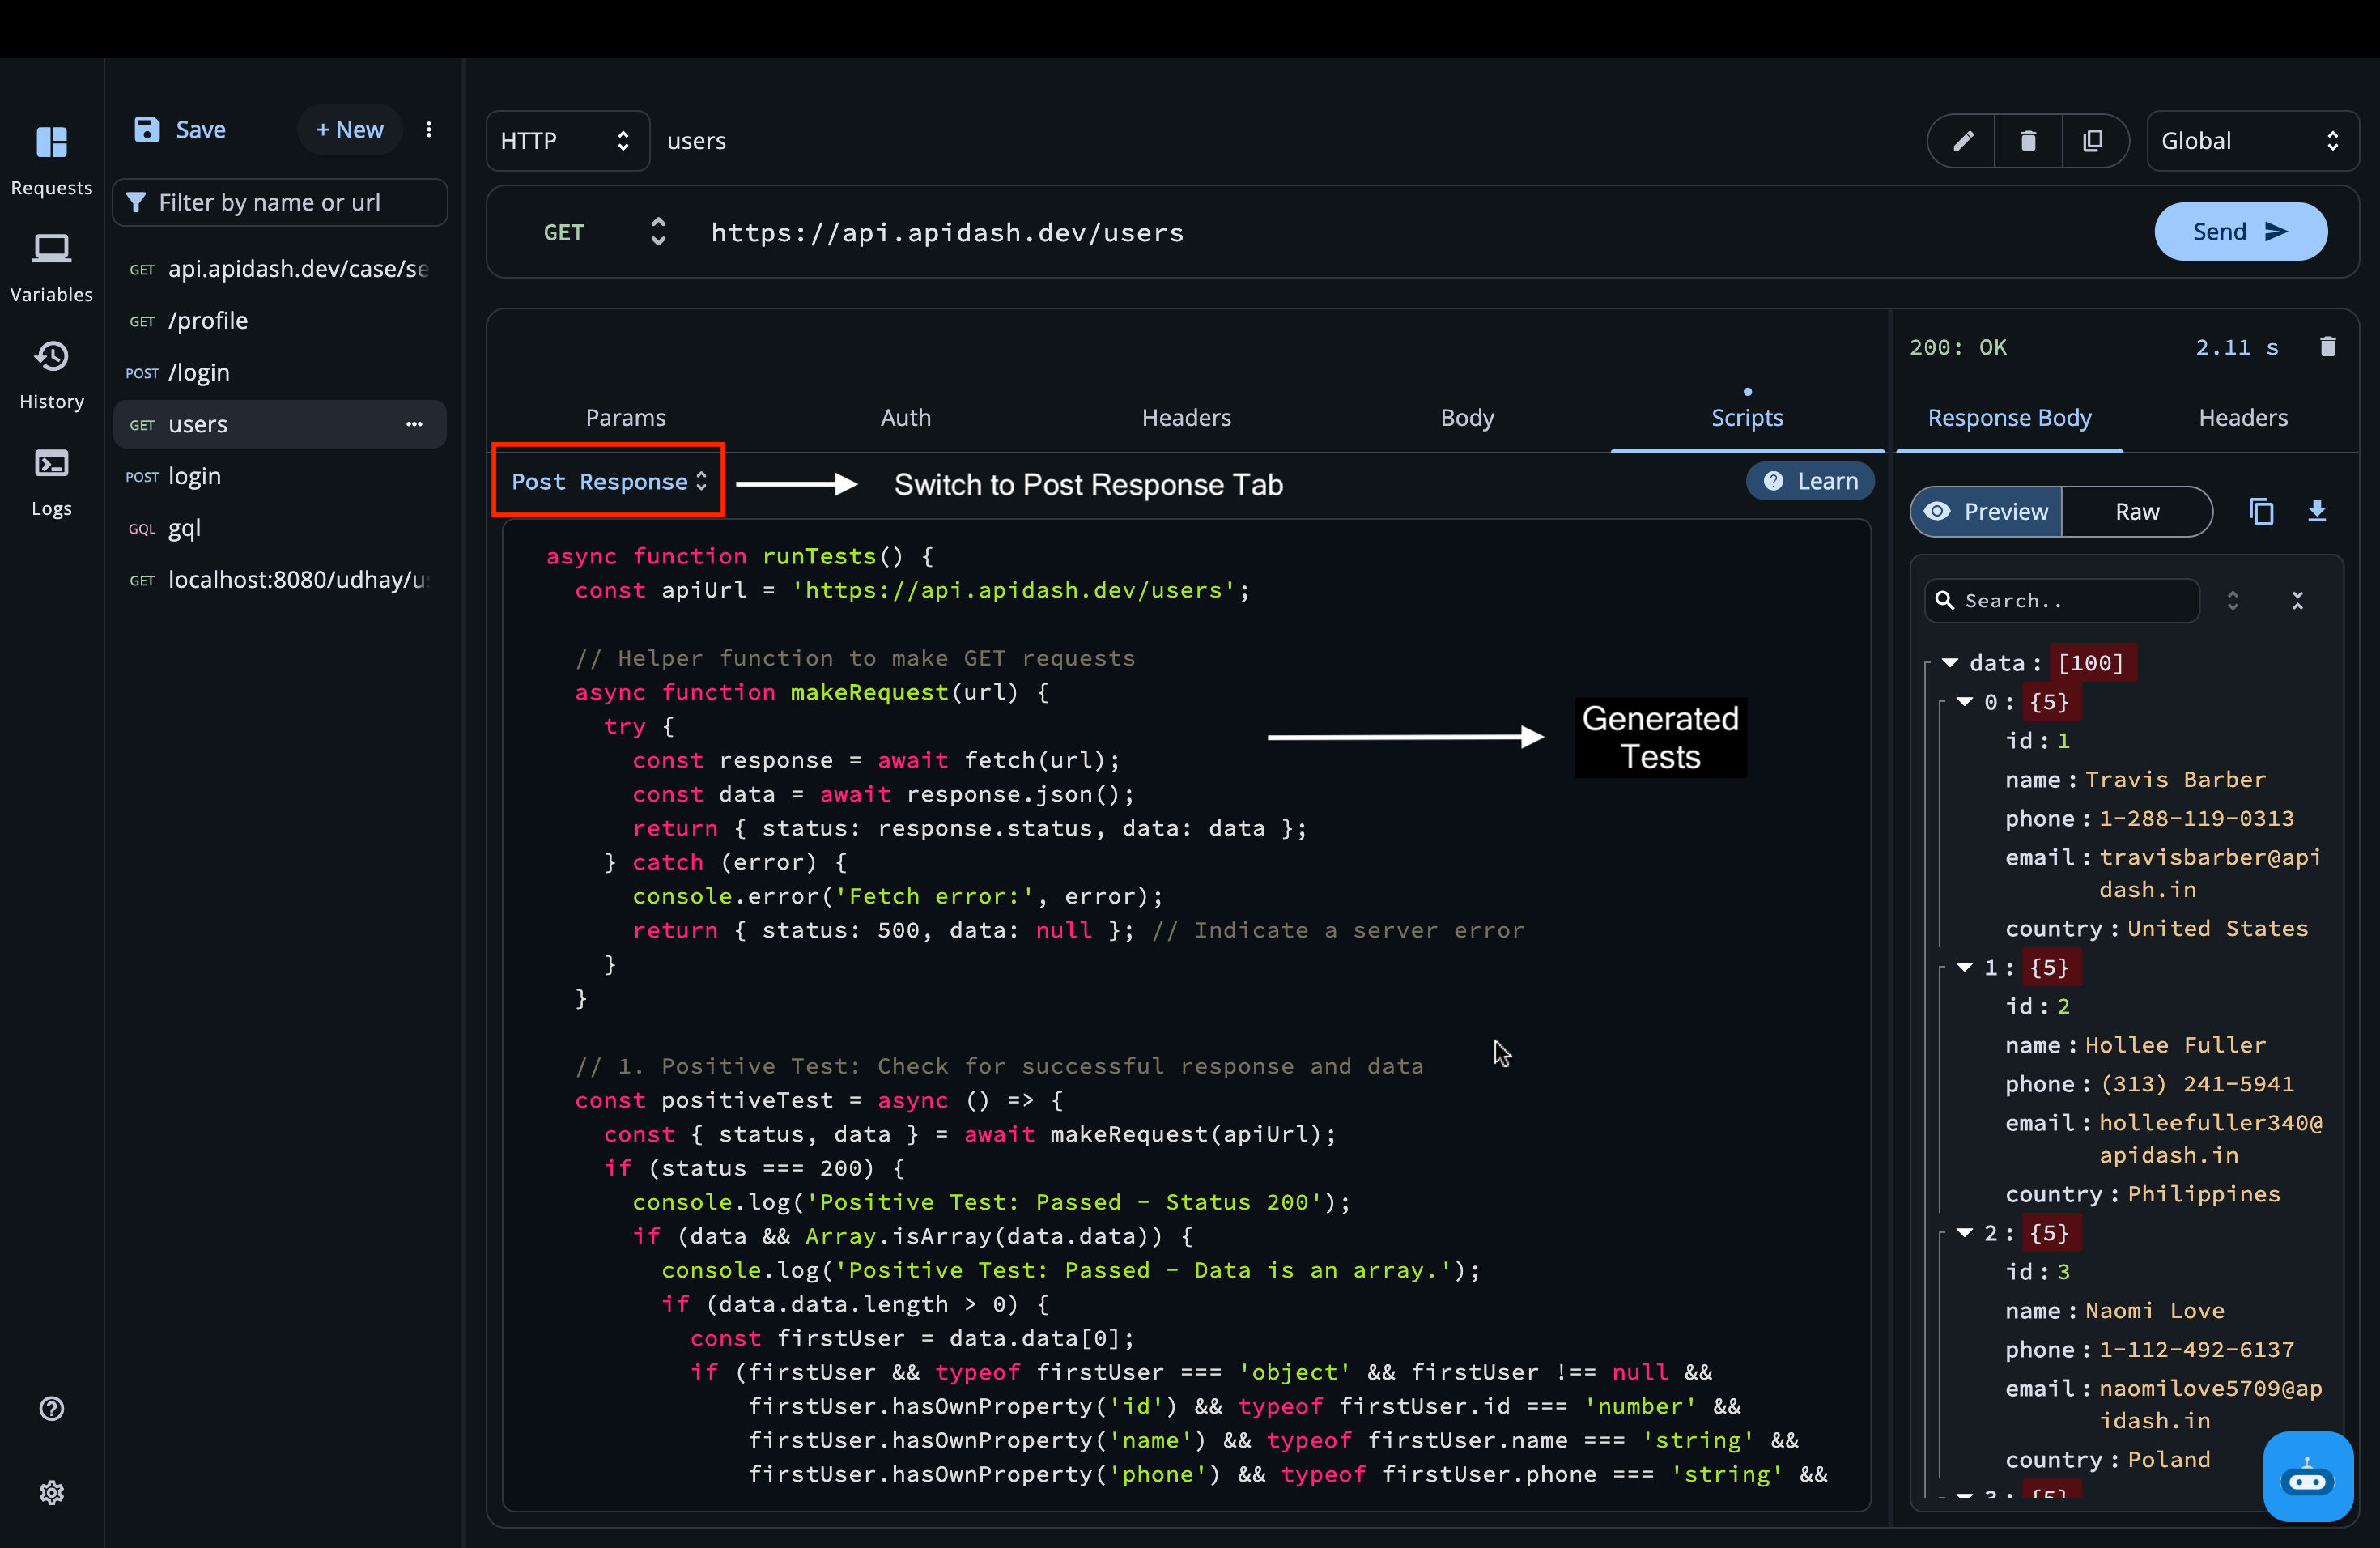 Requests
Variables
History
Logs
Save
+ New
Filter by name or url
GET api.apidash.dev/case/se
GET /profile
POST /login
GET users
POST login
GQL gql
GET localhost:8080/udhay/u
HTTP
users
Global
GET
https://api.apidash.dev/users
Send
Params
Auth
Headers
Body
Scripts
Post Response
Switch to Post Response Tab
Learn
async function runTests() {
const apiUrl = 'https://api.apidash.dev/users';
// Helper function to make GET requests
async function makeRequest(url) {
try {
const response = await fetch(url);
const data = await response.json();
return { status: response.status, data: data };
} catch (error) {
console.error('Fetch error:', error);
return { status: 500, data: null }; // Indicate a server error
}
}
Generated
Tests
// 1. Positive Test: Check for successful response and data
const positiveTest = async () => {
const { status, data } = await makeRequest(apiUrl);
if (status === 200) {
console.log('Positive Test: Passed - Status 200');
if (data && Array.isArray(data.data)) {
console.log('Positive Test: Passed - Data is an array.');
if (data.data.length > 0) {
const firstUser = data.data[0];
if (firstUser && typeof firstUser === 'object' && firstUser !== null &&
firstUser.hasOwnProperty('id') && typeof firstUser.id === 'number' &&
firstUser.hasOwnProperty('name') && typeof firstUser.name === 'string' &&
firstUser.hasOwnProperty('phone') && typeof firstUser.phone === 'string' &&
200: OK
2.11 s
Response Body
Headers
Preview
Raw
Search..
data: [100]
0: {5}
id: 1
name: Travis Barber
phone: 1-288-119-0313
email: travisbarber@api
dash.in
country: United States
1: {5}
id: 2
name: Hollee Fuller
phone: (313) 241-5941
email: holleefuller340@
apidash.in
country: Philippines
2: {5}
id: 3
name: Naomi Love
phone: 1-112-492-6137
email: naomilove5709@ap
idash.in
country: Poland